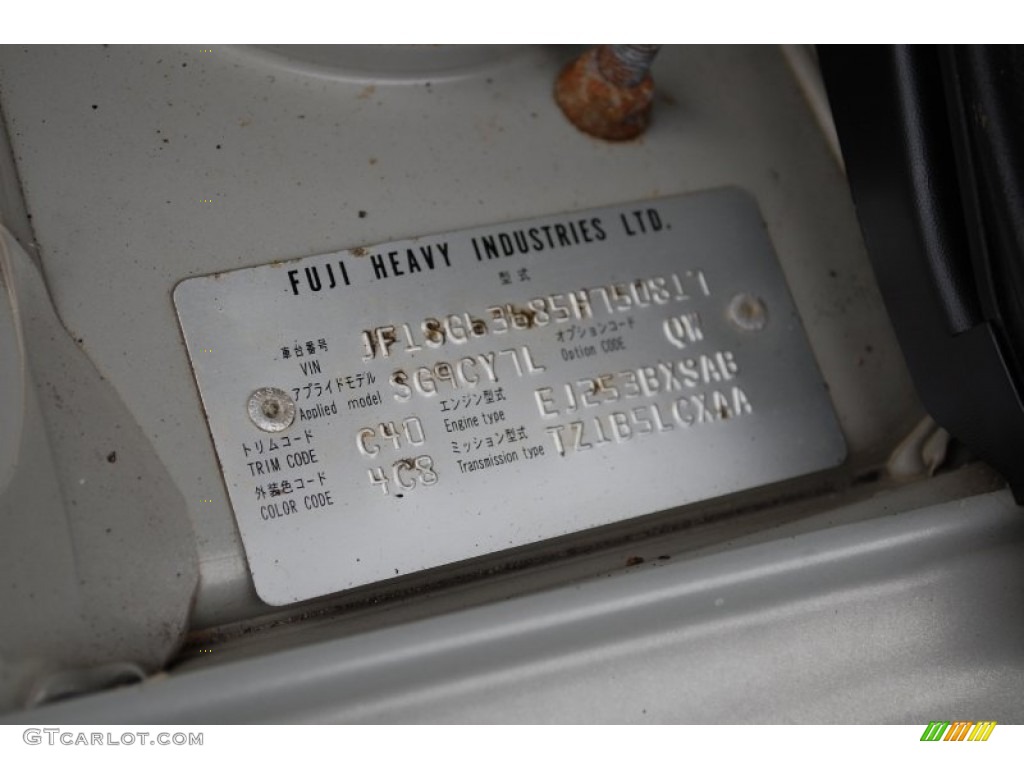 FUJI HEAVY INDUSTRIES LTD.
型式
車台番号
VIN JF1SG63685H750817
アプライドモデル
Applied model SG9CY7L
オプションコード
Option CODE QW
トリムコード
TRIM CODE C40
エンジン型式
Engine type EJ253BXSAB
外装色コード
COLOR CODE 4C8
ミッション型式
Transmission type TZ1B5LCXAA
GTCARLOT.COM